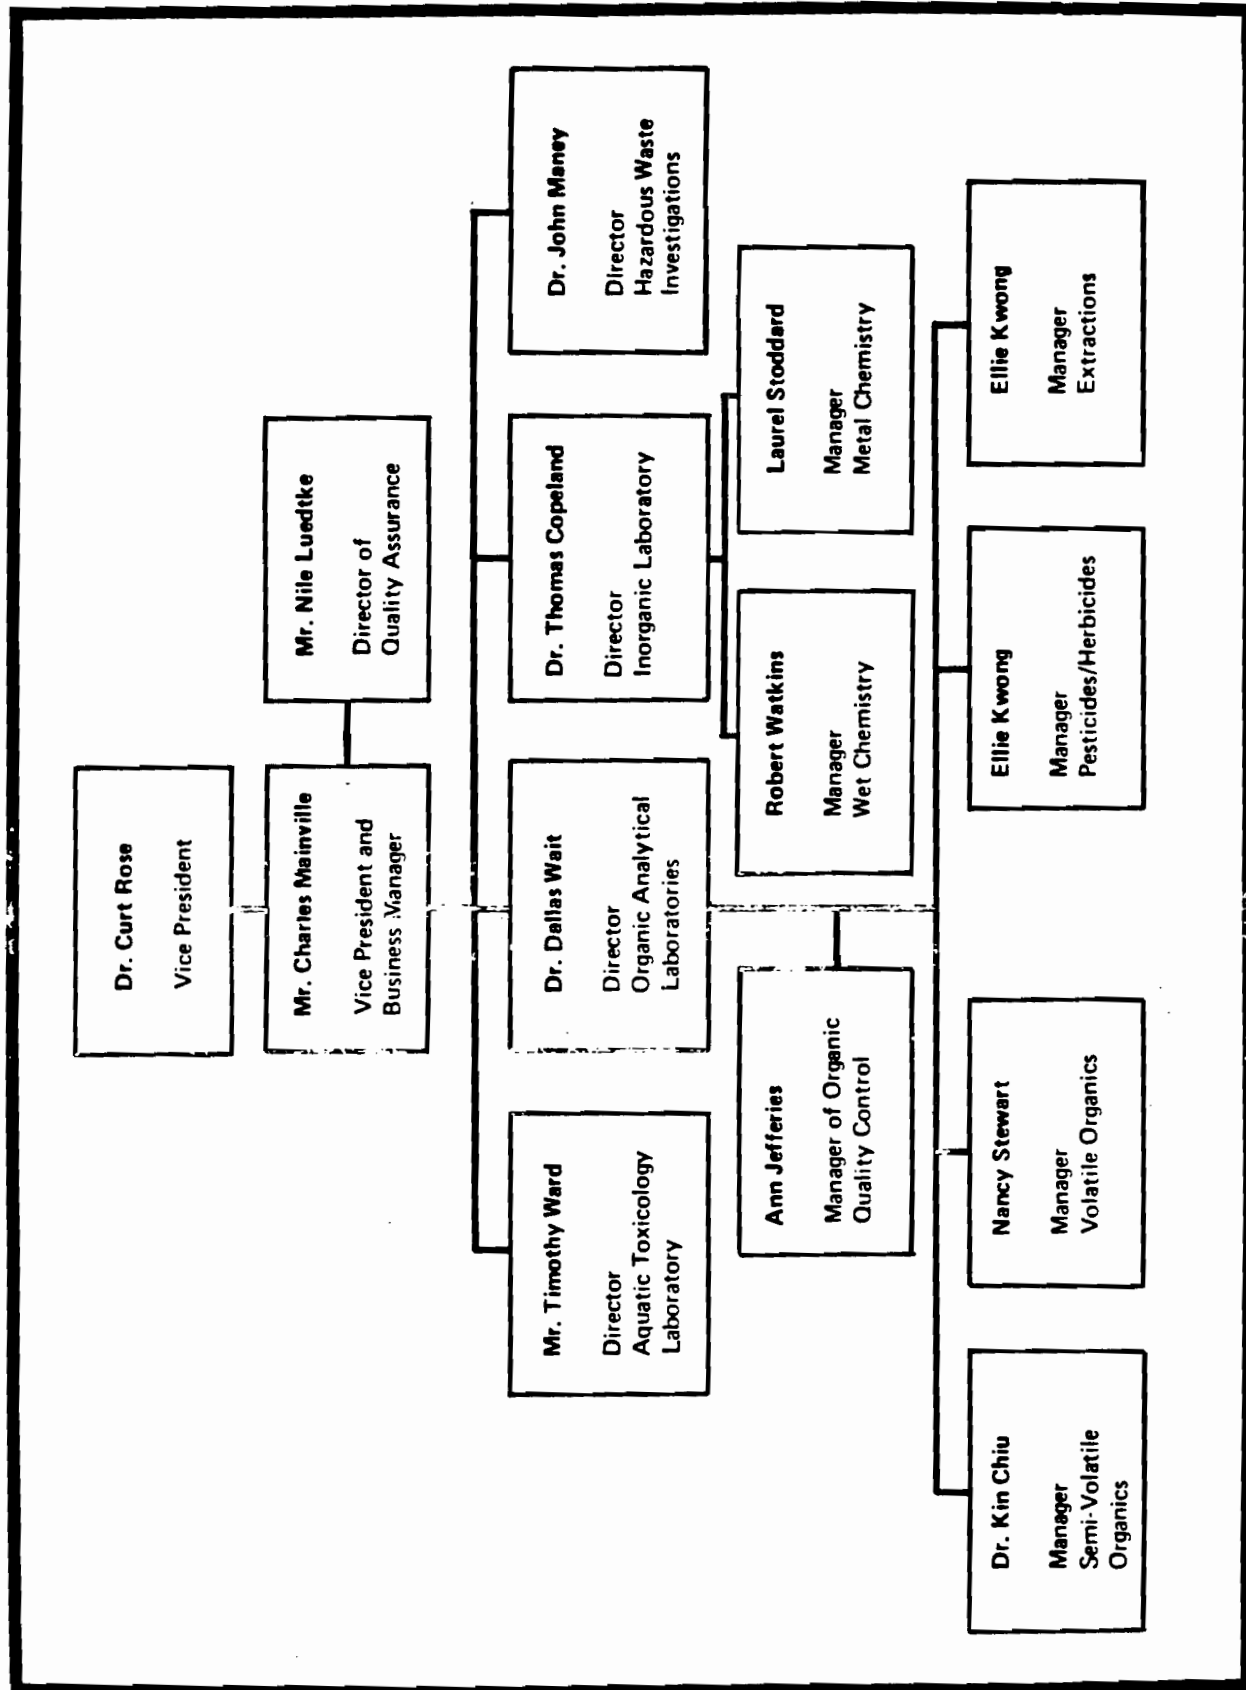 Dr. Curt Rose
Vice President
Mr. Charles Mainville
Vice President and
Business Manager
Mr. Nile Luedtke
Director of
Quality Assurance
Mr. Timothy Ward
Director
Aquatic Toxicology
Laboratory
Dr. Dallas Wait
Director
Organic Analytical
Laboratories
Dr. Thomas Copeland
Director
Inorganic Laboratory
Dr. John Maney
Director
Hazardous Waste
Investigations
Ann Jefferies
Manager of Organic
Quality Control
Robert Watkins
Manager
Wet Chemistry
Laurel Stoddard
Manager
Metal Chemistry
Dr. Kin Chiu
Manager
Semi-Volatile
Organics
Nancy Stewart
Manager
Volatile Organics
Ellie Kwong
Manager
Pesticides/Herbicides
Ellie Kwong
Manager
Extractions